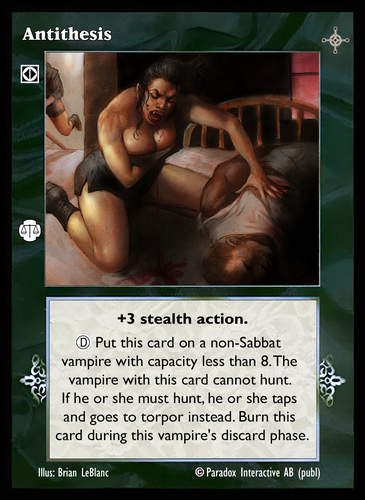 Antithesis
+3 stealth action.
Ⓓ Put this card on a non-Sabbat
vampire with capacity less than 8. The
vampire with this card cannot hunt.
If he or she must hunt, he or she taps
and goes to torpor instead. Burn this
card during this vampire's discard phase.
Illus: Brian LeBlanc
© Paradox Interactive AB (publ)